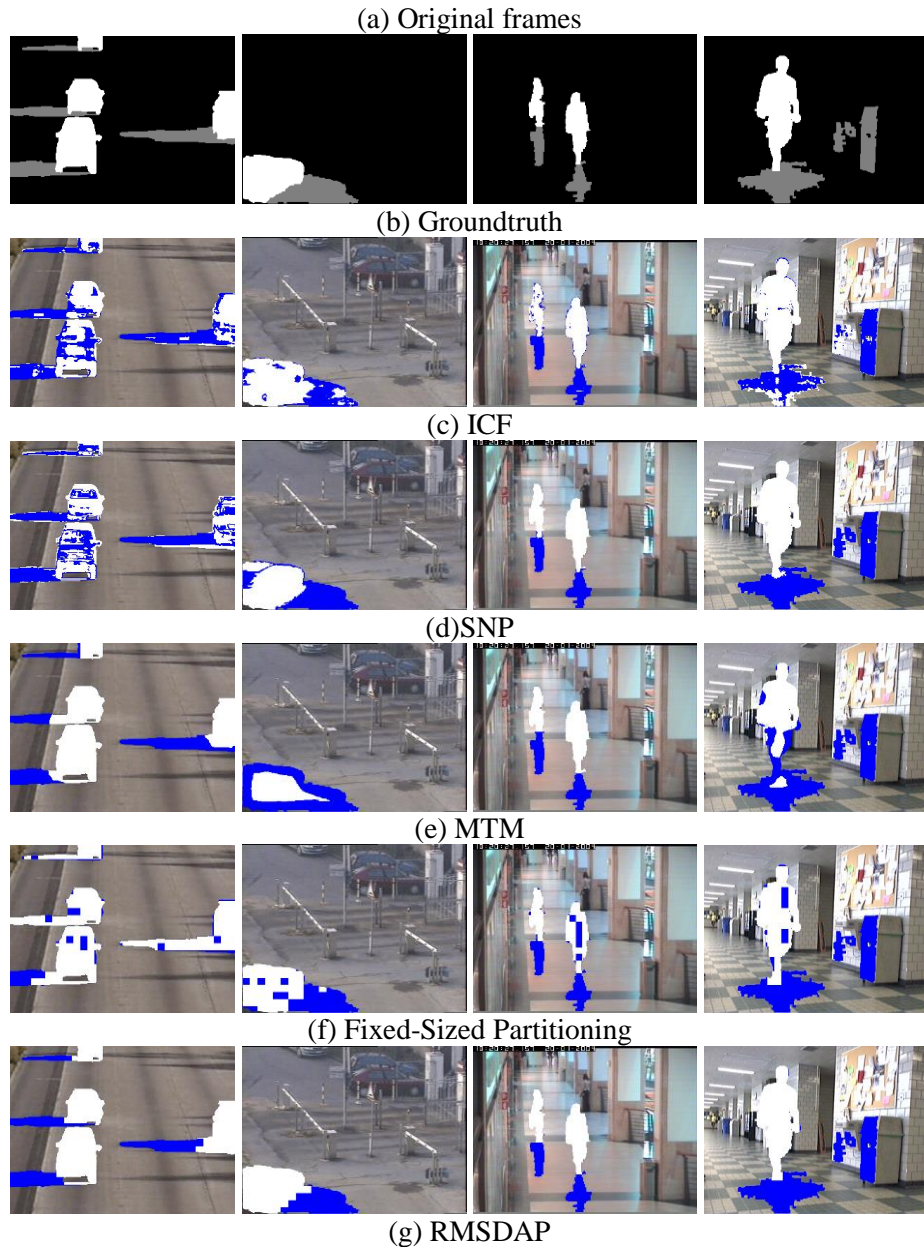 (a) Original frames
(b) Groundtruth
(c) ICF
(d)SNP
(e) MTM
(f) Fixed-Sized Partitioning
(g) RMSDAP